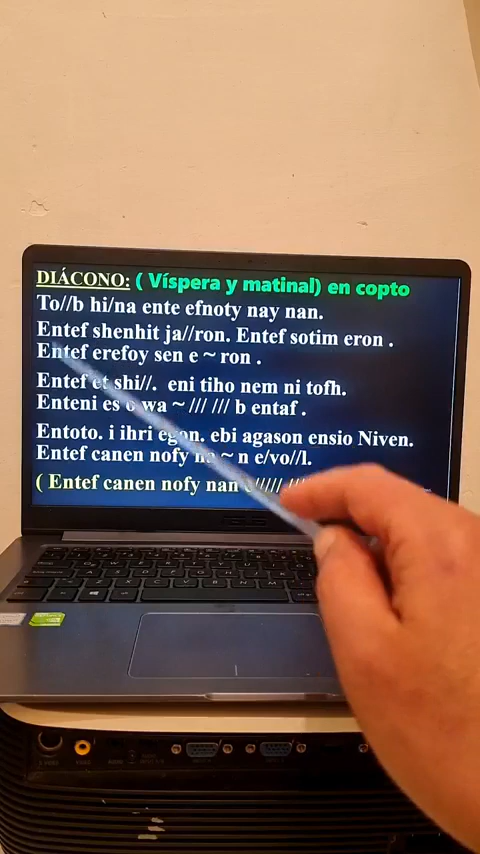 DIÁCONO: ( Víspera y matinal) en copto
To//b hi/na ente efnoty nay nan.
Entef shenhit ja//ron. Entef sotim eron .
Entef erefoy sen e ~ ron .
Entef et shi//. eni tiho nem ni tofh.
Enteni es wa ~ /// /// b entaf .
Entoto. i ihri egon. ebi agason ensio Niven.
Entef canen nofy ~ n e/vo//l.
( Entef canen nofy nan